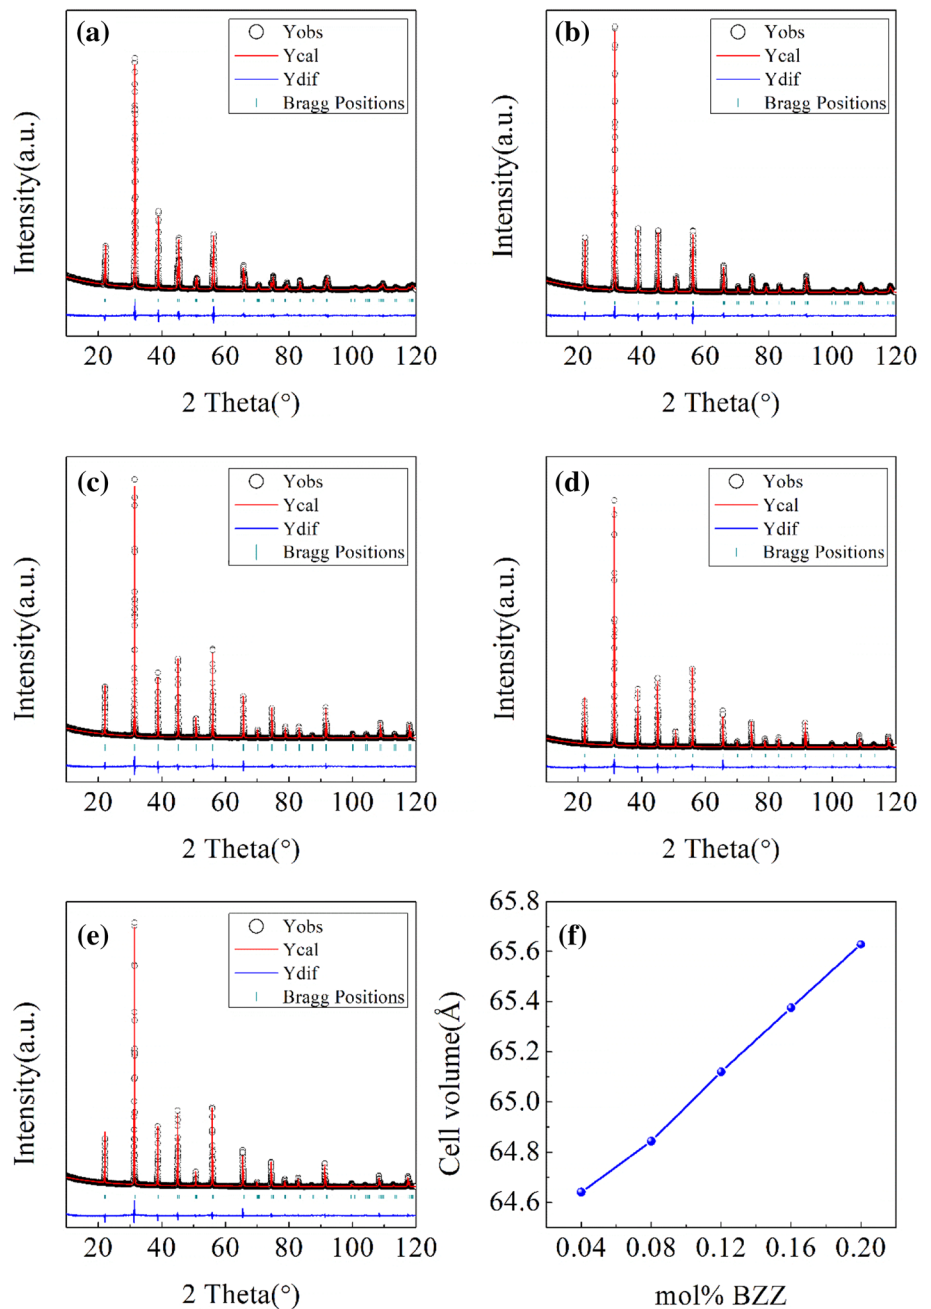 (a)
Yobs
Ycal
Ydif
Bragg Positions
Intensity(a.u.)
20 40 60 80 100 120
2 Theta(°)
(b)
Yobs
Ycal
Ydif
Bragg Positions
Intensity(a.u.)
20 40 60 80 100 120
2 Theta(°)
(c)
Yobs
Ycal
Ydif
Bragg Positions
Intensity(a.u.)
20 40 60 80 100 120
2 Theta(°)
(d)
Yobs
Ycal
Ydif
Bragg Positions
Intensity(a.u.)
20 40 60 80 100 120
2 Theta(°)
(e)
Yobs
Ycal
Ydif
Bragg Positions
Intensity(a.u.)
20 40 60 80 100 120
2 Theta(°)
(f)
65.8
65.6
65.4
65.2
65.0
64.8
64.6
Cell volume(Å)
0.04 0.08 0.12 0.16 0.20
mol% BZZ